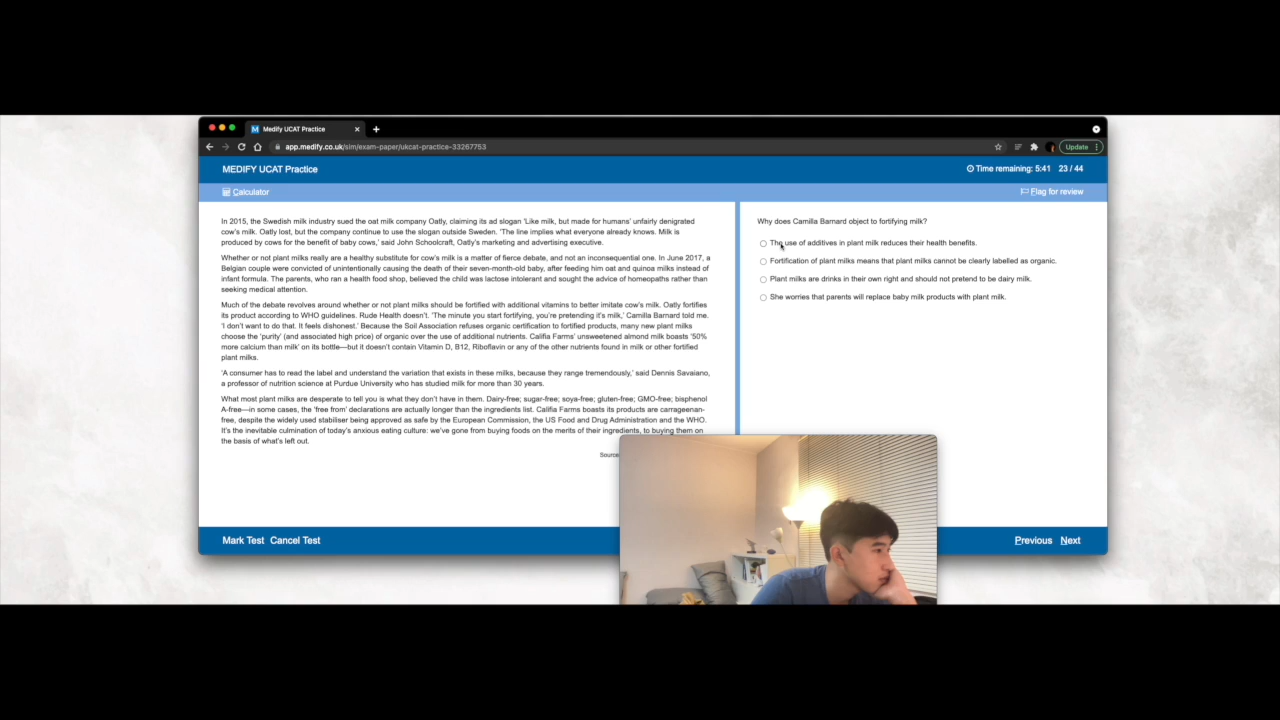 Medify UCAT Practice
app.medify.co.uk/sim/exam-paper/ukcat-practice-33267753
Update
MEDIFY UCAT Practice
Time remaining: 5:41 23 / 44
Calculator
Flag for review
In 2015, the Swedish milk industry sued the oat milk company Oatly, claiming its ad slogan 'Like milk, but made for humans' unfairly denigrated
cow's milk. Oatly lost, but the company continue to use the slogan outside Sweden. 'The line implies what everyone already knows. Milk is
produced by cows for the benefit of baby cows,' said John Schoolcraft, Oatly's marketing and advertising executive.
Whether or not plant milks really are a healthy substitute for cow's milk is a matter of fierce debate, and not an inconsequential one. In June 2017, a
Belgian couple were convicted of unintentionally causing the death of their seven-month-old baby, after feeding him oat and quinoa milks instead of
infant formula. The parents, who ran a health food shop, believed the child was lactose intolerant and sought the advice of homeopaths rather than
seeking medical attention.
Much of the debate revolves around whether or not plant milks should be fortified with additional vitamins to better imitate cow's milk. Oatly fortifies
its product according to WHO guidelines. Rude Health doesn't. 'The minute you start fortifying, you're pretending it's milk,' Camilla Barnard told me.
'I don't want to do that. It feels dishonest.' Because the Soil Association refuses organic certification to fortified products, many new plant milks
choose the 'purity' (and associated high price) of organic over the use of additional nutrients. Califia Farms' unsweetened almond milk boasts '50%
more calcium than milk' on its bottle—but it doesn't contain Vitamin D, B12, Riboflavin or any of the other nutrients found in milk or other fortified
plant milks.
'A consumer has to read the label and understand the variation that exists in these milks, because they range tremendously,' said Dennis Savaiano,
a professor of nutrition science at Purdue University who has studied milk for more than 30 years.
What most plant milks are desperate to tell you is what they don't have in them. Dairy-free; sugar-free; soya-free; gluten-free; GMO-free; bisphenol
A-free—in some cases, the 'free from' declarations are actually longer than the ingredients list. Califia Farms boasts its products are carrageenan-
free, despite the widely used stabiliser being approved as safe by the European Commission, the US Food and Drug Administration and the WHO.
It's the inevitable culmination of today's anxious eating culture: we've gone from buying foods on the merits of their ingredients, to buying them on
the basis of what's left out.
Source
Why does Camilla Barnard object to fortifying milk?
The use of additives in plant milk reduces their health benefits.
Fortification of plant milks means that plant milks cannot be clearly labelled as organic.
Plant milks are drinks in their own right and should not pretend to be dairy milk.
She worries that parents will replace baby milk products with plant milk.
Mark Test Cancel Test
Previous Next